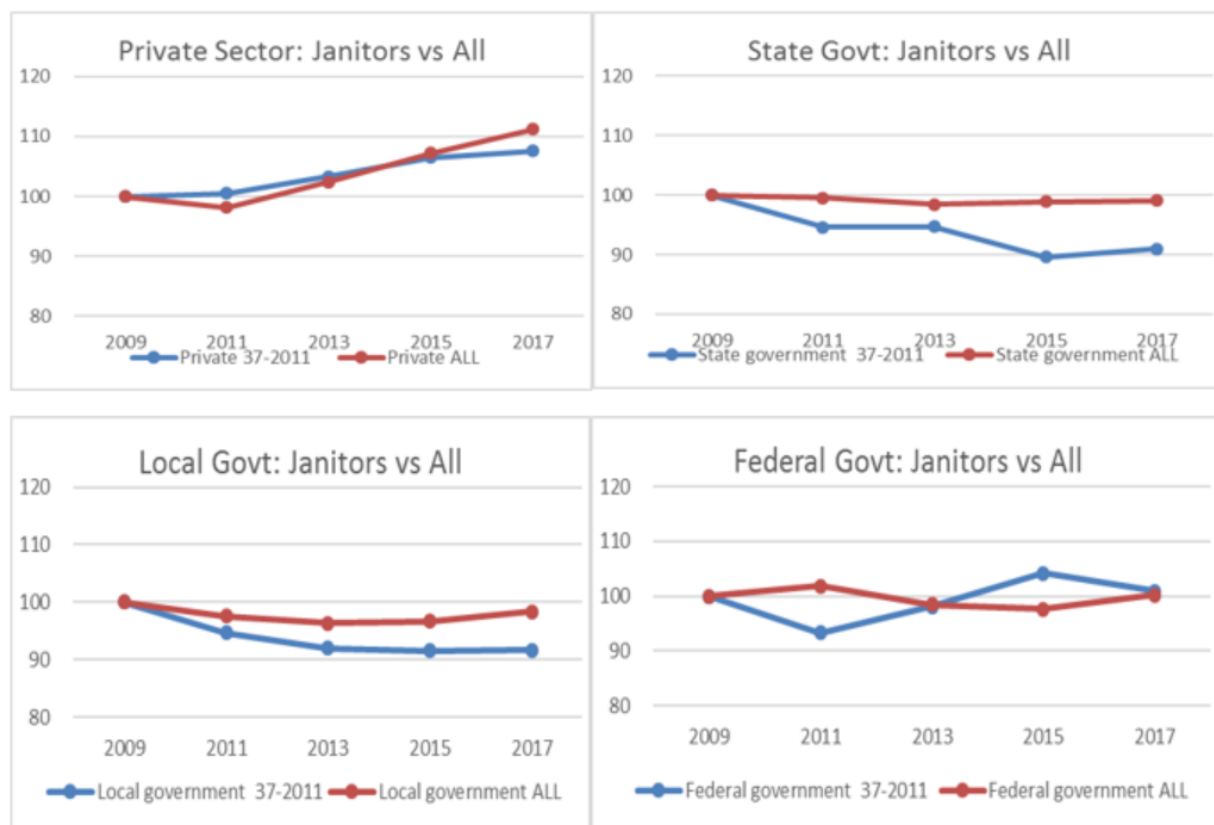 Private Sector: Janitors vs All
120
110
100
90
80
2009 2011 2013 2015 2017
Private 37-2011 Private ALL
State Govt: Janitors vs All
120
110
100
90
80
2009 2011 2013 2015 2017
State government 37-2011 State government ALL
Local Govt: Janitors vs All
120
110
100
90
80
2009 2011 2013 2015 2017
Local government 37-2011 Local government ALL
Federal Govt: Janitors vs All
120
110
100
90
80
2009 2011 2013 2015 2017
Federal government 37-2011 Federal government ALL